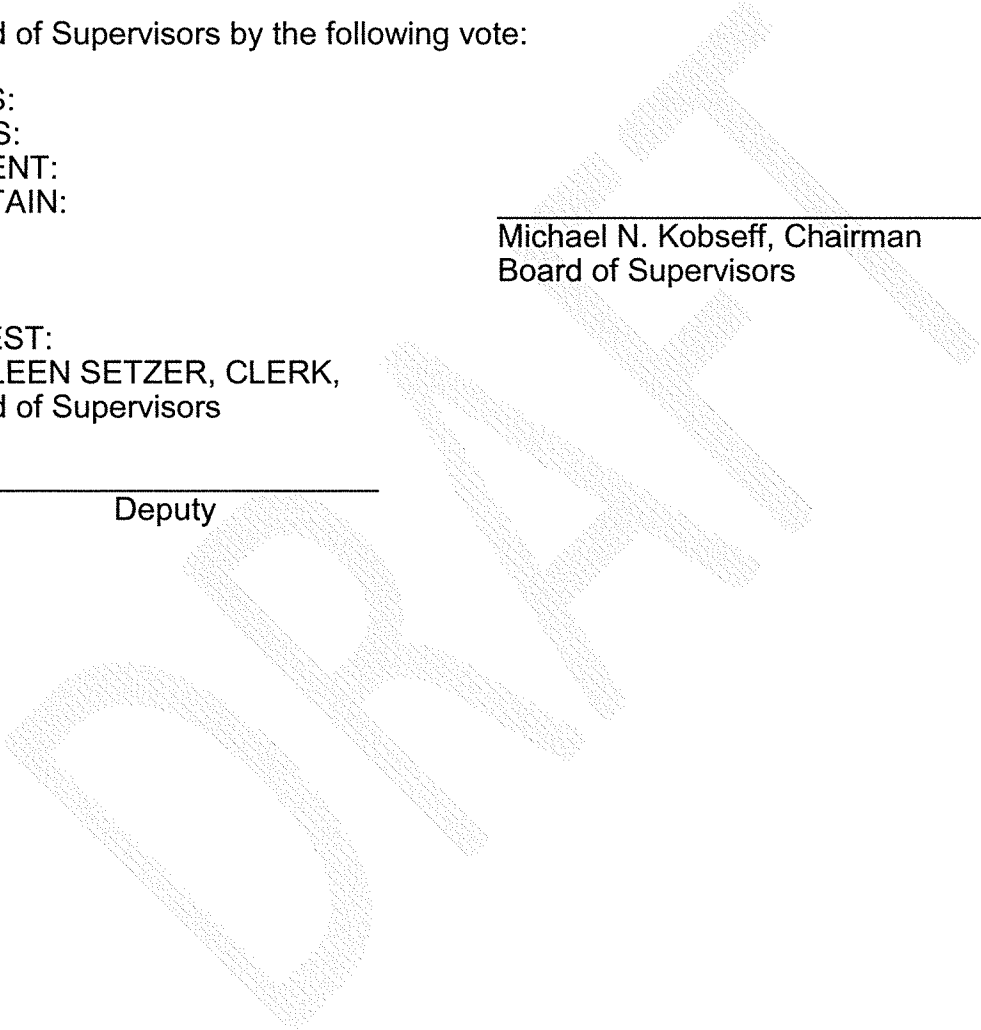 d of Supervisors by the following vote:
S:
S:
ENT:
TAIN:
Michael N. Kobseff, Chairman
Board of Supervisors
EST:
LEEN SETZER, CLERK,
d of Supervisors
Deputy
DRAFT